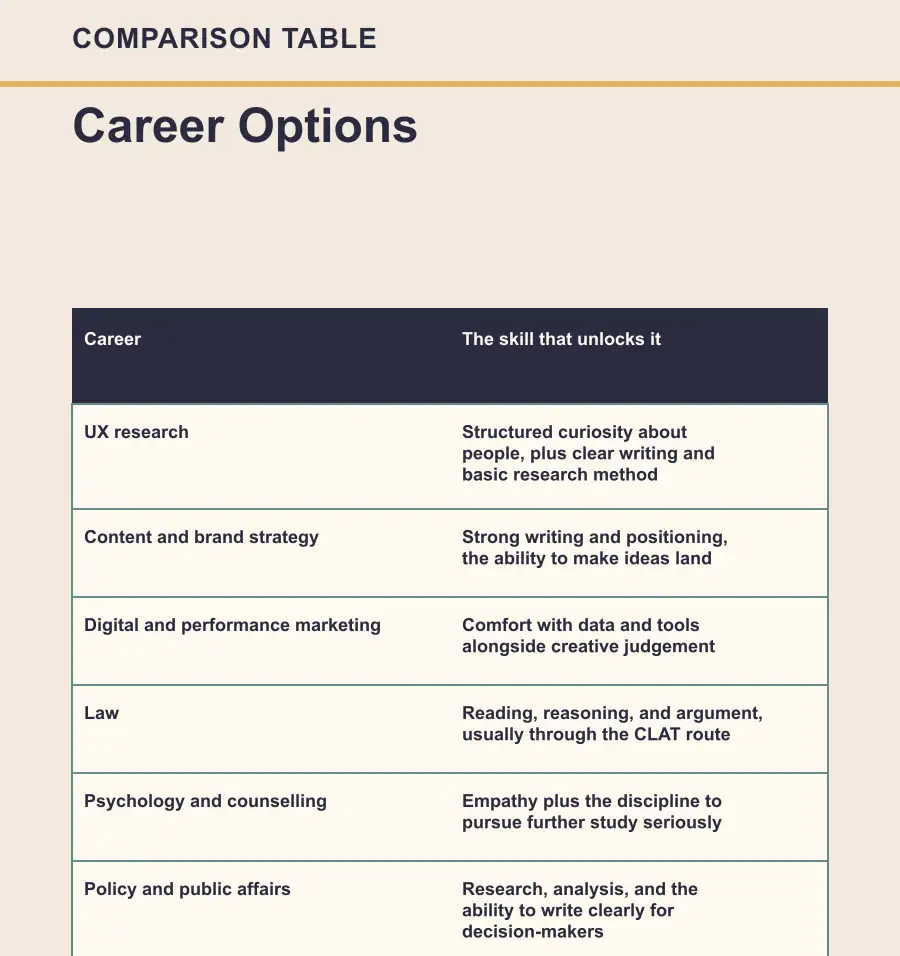 COMPARISON TABLE
Career Options
Career
The skill that unlocks it
UX research
Structured curiosity about
people, plus clear writing and
basic research method
Content and brand strategy
Strong writing and positioning,
the ability to make ideas land
Digital and performance marketing
Comfort with data and tools
alongside creative judgement
Law
Reading, reasoning, and argument,
usually through the CLAT route
Psychology and counselling
Empathy plus the discipline to
pursue further study seriously
Policy and public affairs
Research, analysis, and the
ability to write clearly for
decision-makers